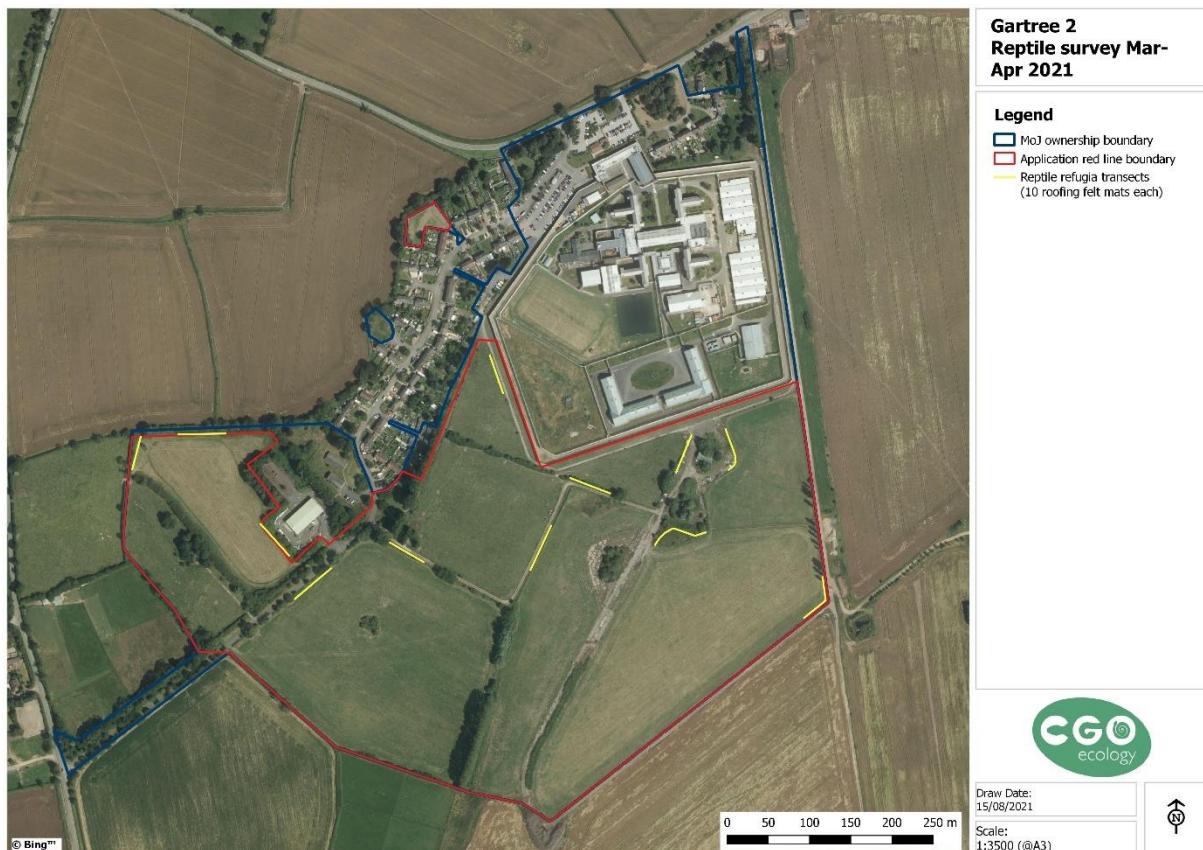 Gartree 2
Reptile survey Mar-
Apr 2021
Legend
MoJ ownership boundary
Application red line boundary
Reptile refugia transects
(10 roofing felt mats each)
CGO
ecology
Draw Date:
15/08/2021
Scale:
1:3500 (@A3)
N
0 50 100 150 200 250 m
© Bing™